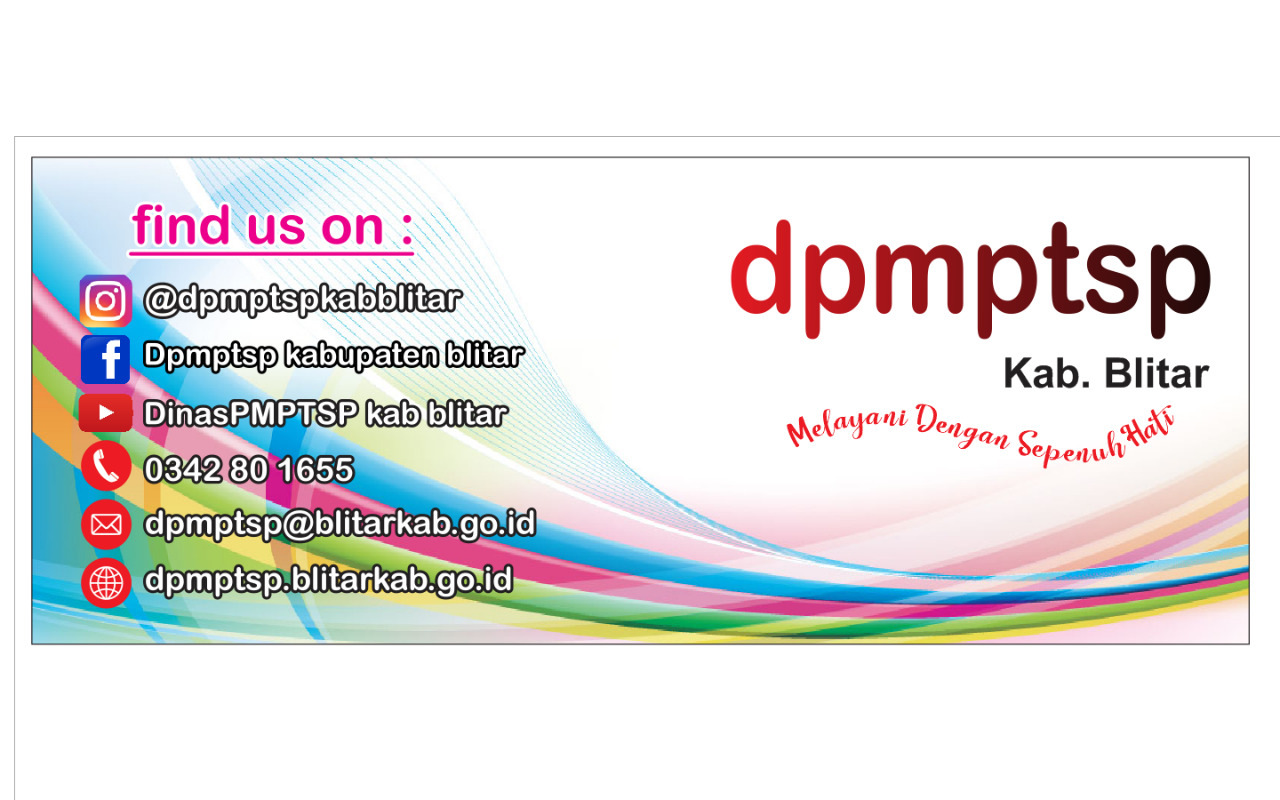 find us on :
@dpmptspkabblitar
Dpmptsp kabupaten blitar
DinasPMPTSP kab blitar
0342 80 1655
dpmptsp@blitarkab.go.id
dpmptsp.blitarkab.go.id
dpmptsp
Kab. Blitar
Melayani Dengan Sepenuh Hati